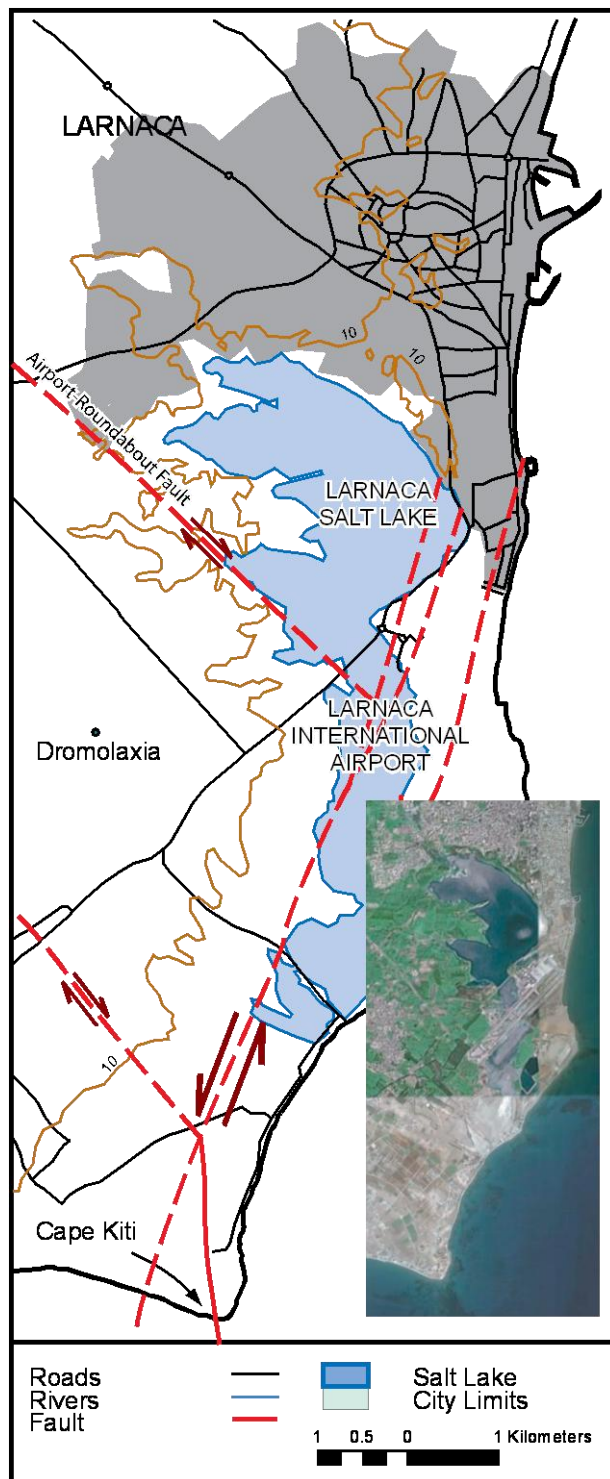 LARNACA
10
10
Airport Roundabout Fault
LARNACA
SALT LAKE
LARNACA
INTERNATIONAL
AIRPORT
Dromolaxia
10
Cape Kiti
Roads
Rivers
Fault
Salt Lake
City Limits
1 0.5 0 1 Kilometers